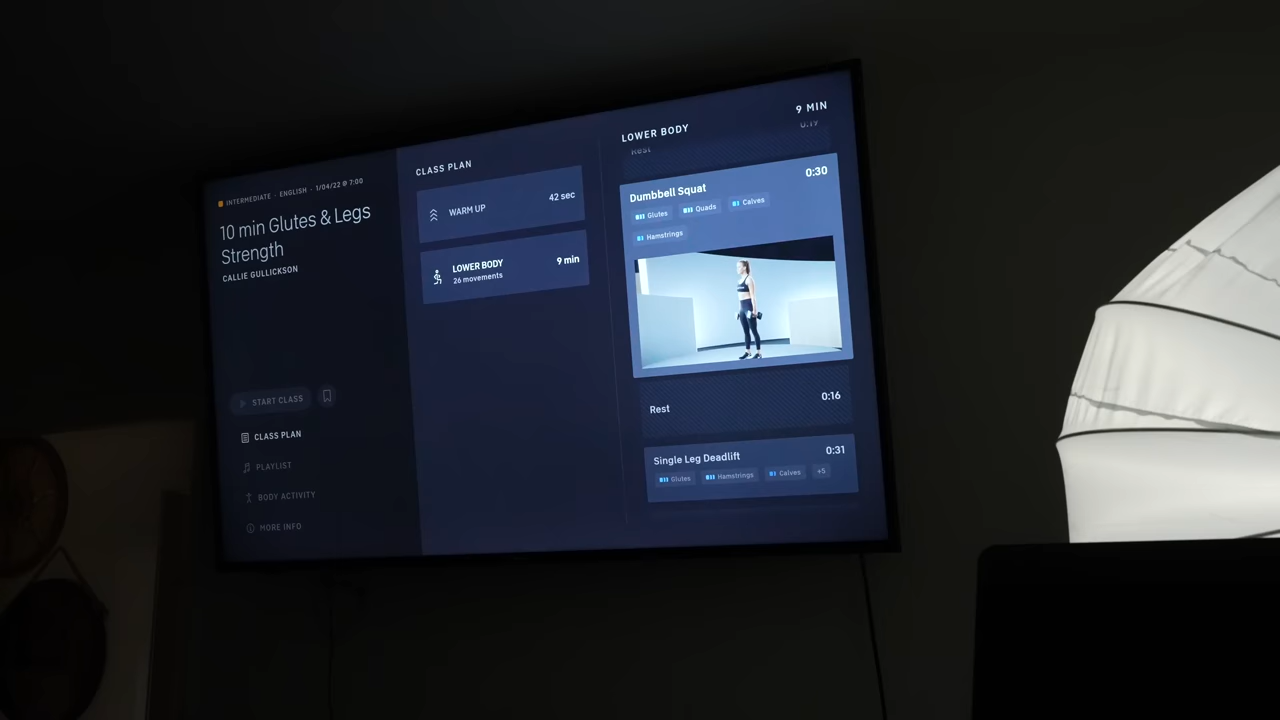 INTERMEDIATE · ENGLISH · 1/04/22 @ 7:00
10 min Glutes & Legs
Strength
CALLIE GULLICKSON
START CLASS
CLASS PLAN
PLAYLIST
BODY ACTIVITY
MORE INFO
CLASS PLAN
WARM UP 42 sec
LOWER BODY 9 min
26 movements
9 MIN
LOWER BODY
Rest 0:19
Dumbbell Squat 0:30
Glutes Quads Calves
Hamstrings
Rest 0:16
Single Leg Deadlift 0:31
Glutes Hamstrings Calves +5